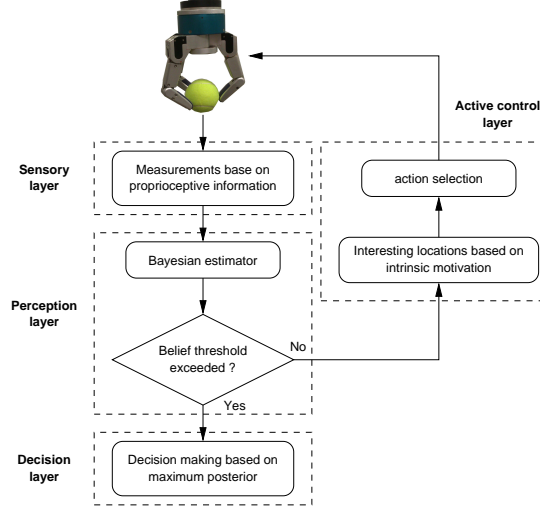 Active control
layer
Sensory
layer
Measurements base on
proprioceptive information
action selection
Bayesian estimator
Interesting locations based on
intrinsic motivation
Perception
layer
Belief threshold
exceeded ?
No
Yes
Decision
layer
Decision making based on
maximum posterior